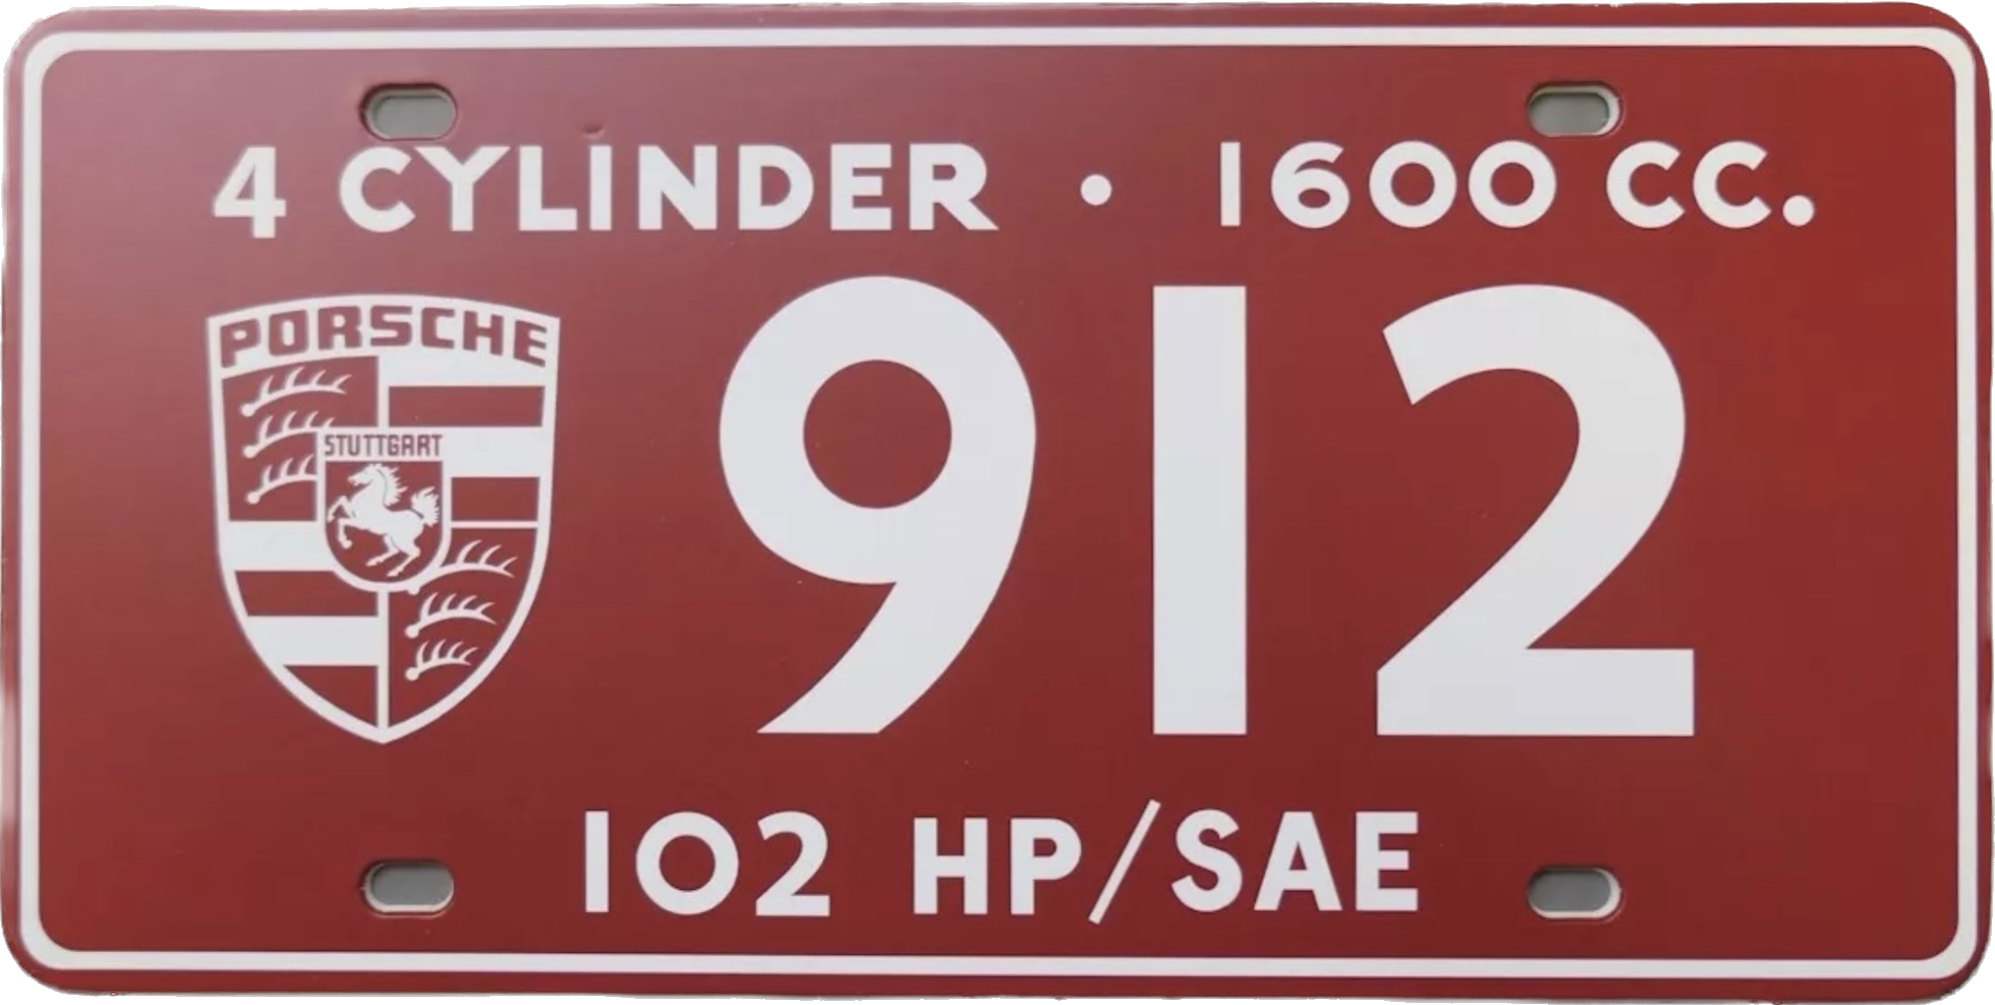 4 CYLINDER • 1600 CC.
PORSCHE
STUTTGART
912
102 HP/SAE